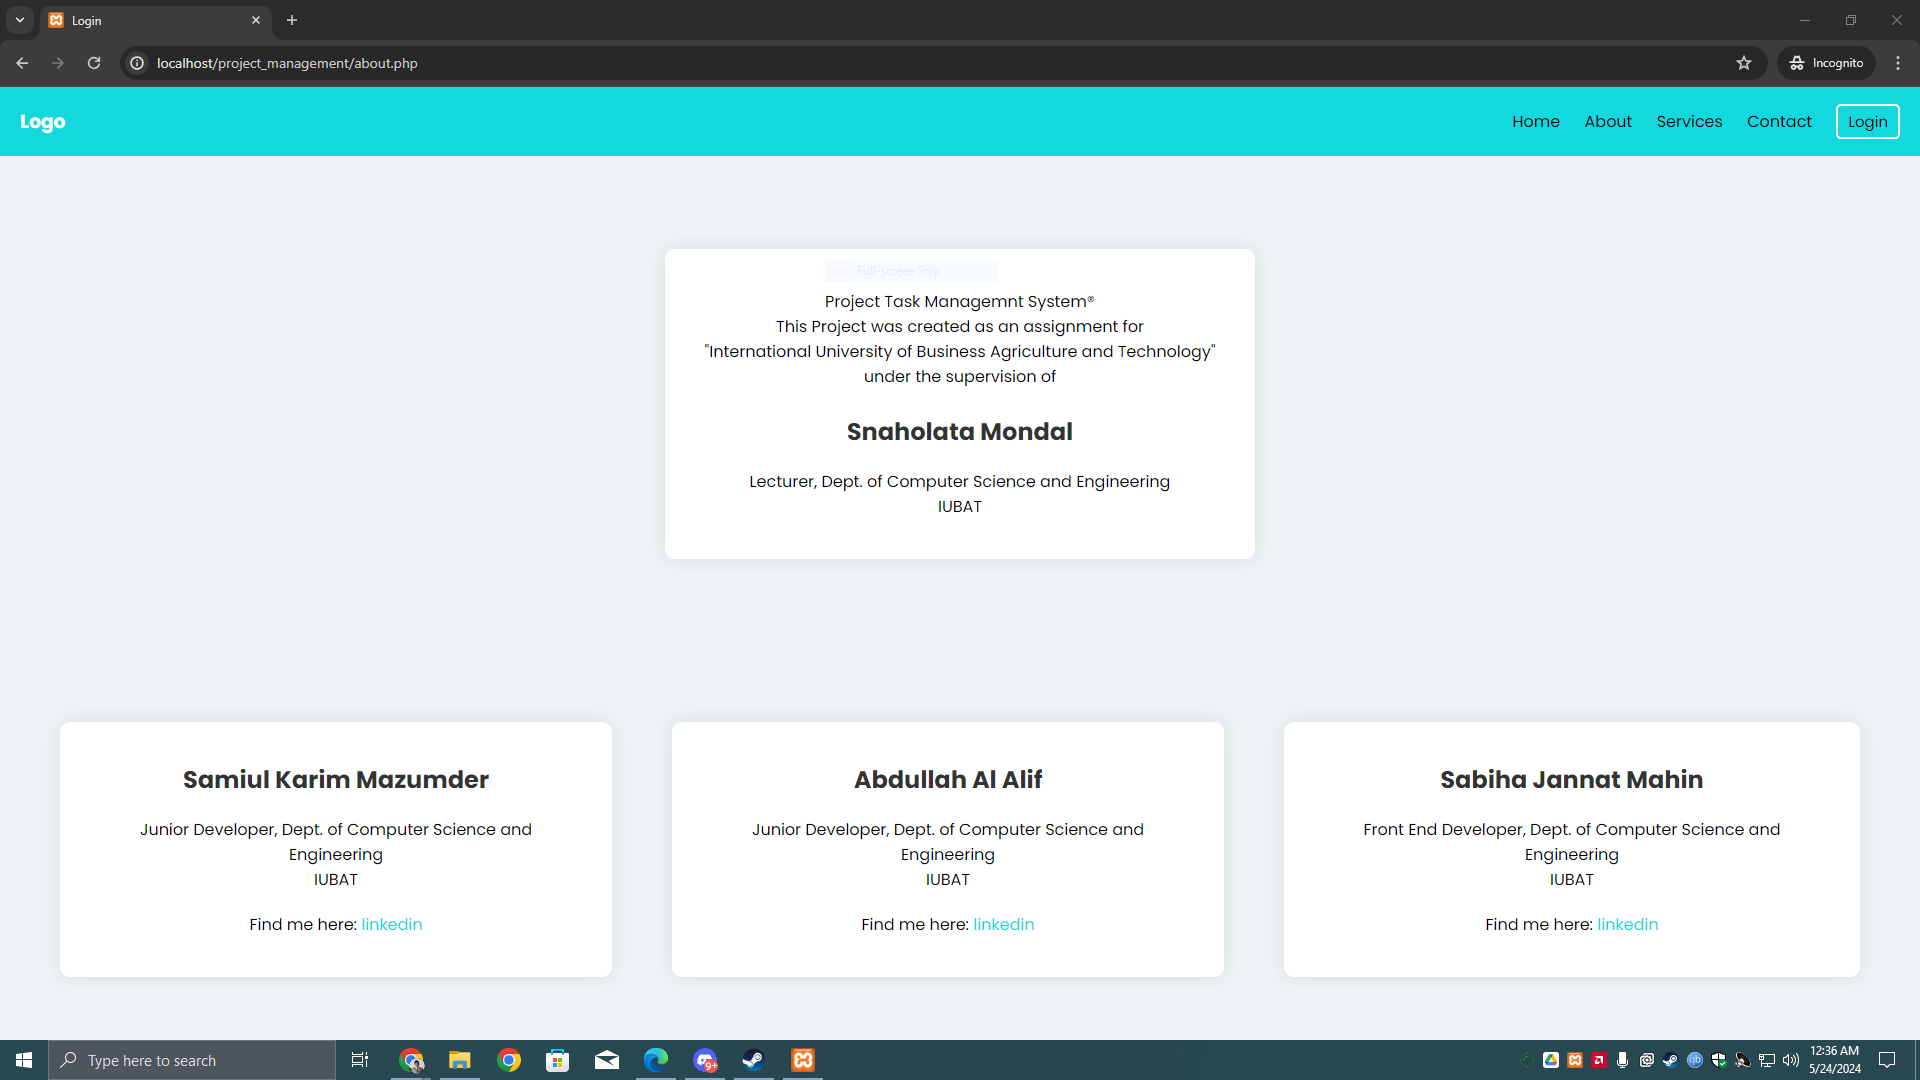 Login
localhost/project_management/about.php
Incognito
Logo
Home About Services Contact Login
Full-screen Snip
Project Task Managemnt System®
This Project was created as an assignment for
"International University of Business Agriculture and Technology"
under the supervision of
Snaholata Mondal
Lecturer, Dept. of Computer Science and Engineering
IUBAT
Samiul Karim Mazumder
Junior Developer, Dept. of Computer Science and
Engineering
IUBAT
Find me here: linkedin
Abdullah Al Alif
Junior Developer, Dept. of Computer Science and
Engineering
IUBAT
Find me here: linkedin
Sabiha Jannat Mahin
Front End Developer, Dept. of Computer Science and
Engineering
IUBAT
Find me here: linkedin
Type here to search
9+
qb
12:36 AM
5/24/2024